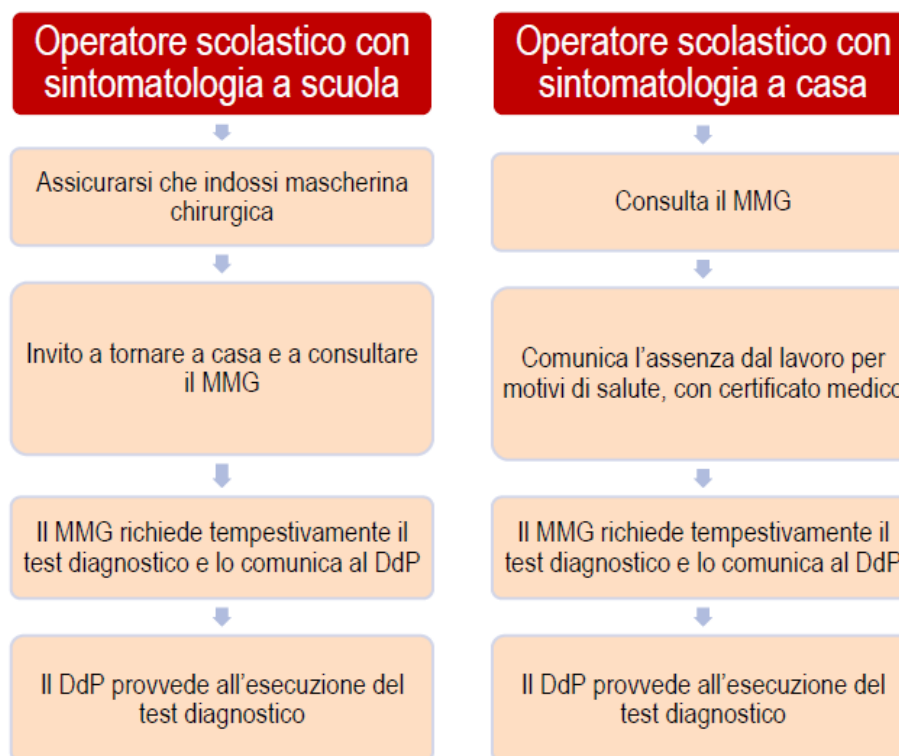 Operatore scolastico con
sintomatologia a scuola
Assicurarsi che indossi mascherina
chirurgica
Invito a tornare a casa e a consultare
il MMG
Il MMG richiede tempestivamente il
test diagnostico e lo comunica al DdP
Il DdP provvede all'esecuzione del
test diagnostico
Operatore scolastico con
sintomatologia a casa
Consulta il MMG
Comunica l'assenza dal lavoro per
motivi di salute, con certificato medico
Il MMG richiede tempestivamente il
test diagnostico e lo comunica al DdP
Il DdP provvede all'esecuzione del
test diagnostico